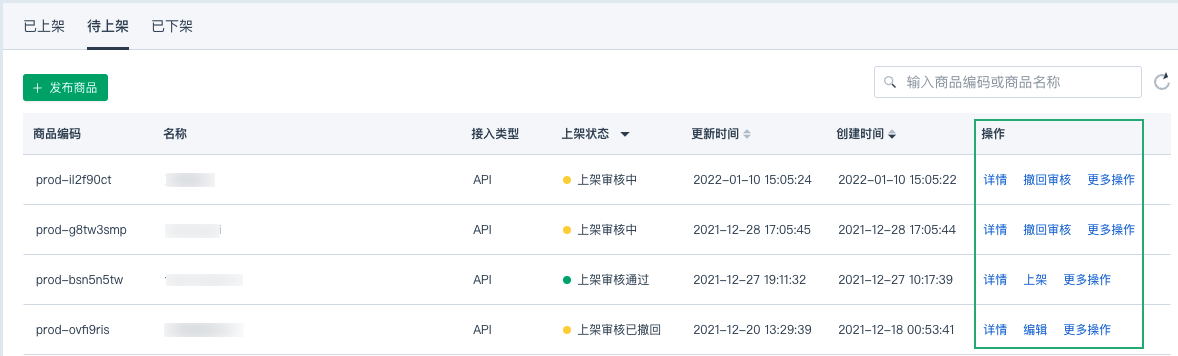 已上架 待上架 已下架
+ 发布商品 输入商品编码或商品名称
商品编码 名称 接入类型 上架状态 更新时间 创建时间 操作
prod-il2f90ct API 上架审核中 2022-01-10 15:05:24 2022-01-10 15:05:22 详情 撤回审核 更多操作
prod-g8tw3smp API 上架审核中 2021-12-28 17:05:45 2021-12-28 17:05:44 详情 撤回审核 更多操作
prod-bsn5n5tw API 上架审核通过 2021-12-27 19:11:32 2021-12-27 10:17:39 详情 上架 更多操作
prod-ovfi9ris API 上架审核已撤回 2021-12-20 13:29:39 2021-12-18 00:53:41 详情 编辑 更多操作